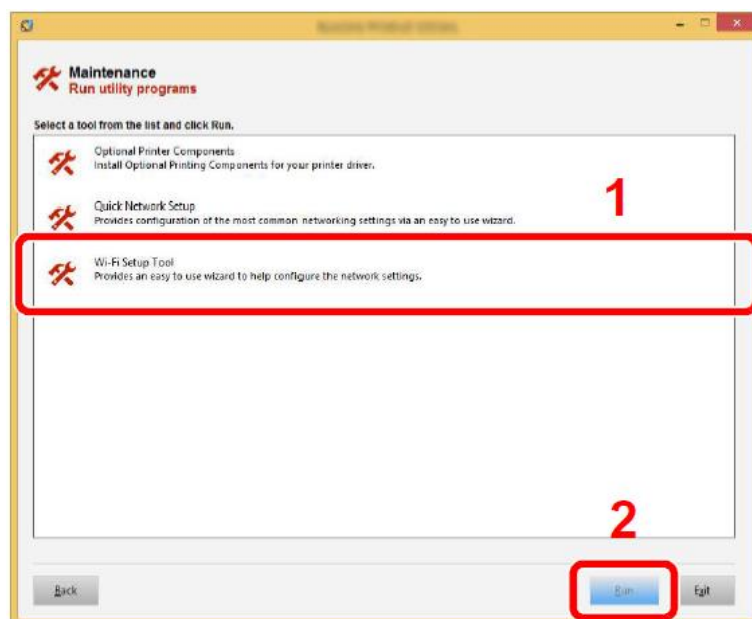 Maintenance
Run utility programs
Select a tool from the list and click Run.
Optional Printer Components
Install Optional Printing Components for your printer driver.
1
Quick Network Setup
Provides configuration of the most common networking settings via an easy to use wizard.
Wi-Fi Setup Tool
Provides an easy to use wizard to help configure the network settings.
2
Back
Run
Exit